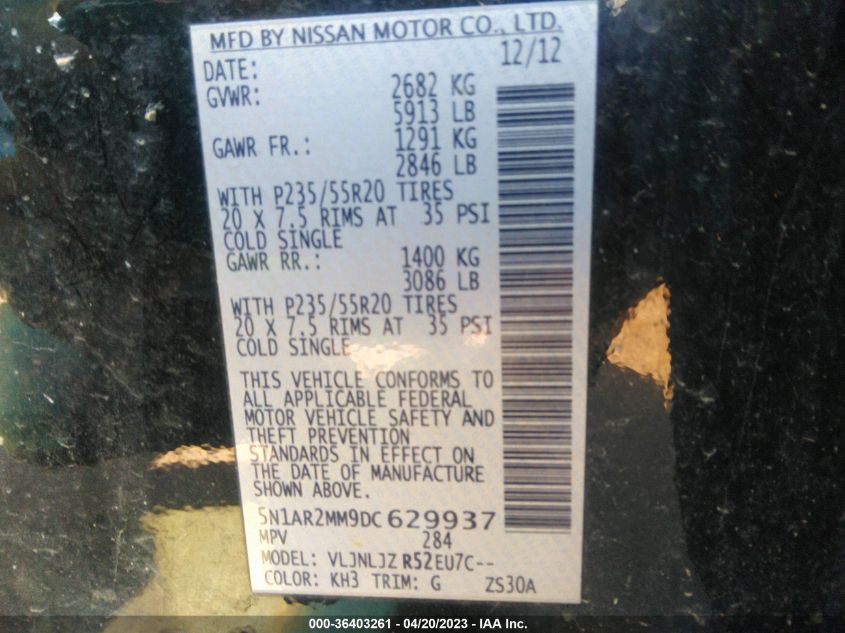 MFD BY NISSAN MOTOR CO., LTD.
DATE: 12/12
GVWR: 2682 KG
5913 LB
GAWR FR.: 1291 KG
2846 LB
WITH P235/55R20 TIRES
20 X 7.5 RIMS AT 35 PSI
COLD SINGLE
GAWR RR.: 1400 KG
3086 LB
WITH P235/55R20 TIRES
20 X 7.5 RIMS AT 35 PSI
COLD SINGLE
THIS VEHICLE CONFORMS TO
ALL APPLICABLE FEDERAL
MOTOR VEHICLE SAFETY AND
THEFT PREVENTION
STANDARDS IN EFFECT ON
THE DATE OF MANUFACTURE
SHOWN ABOVE.
5N1AR2MM9DC629937
MPV 284
MODEL: VLJNLJZ R52EU7C--
COLOR: KH3 TRIM: G ZS30A
000-36403261 - 04/20/2023 - IAA Inc.